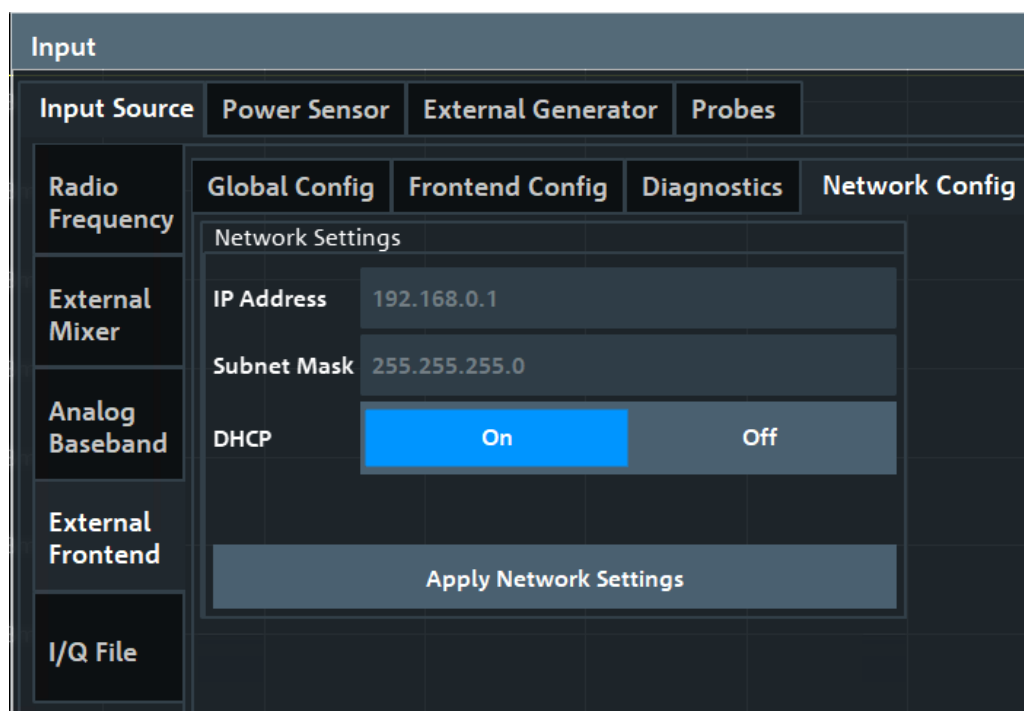 Input
Input Source Power Sensor External Generator Probes
Radio
Frequency
External
Mixer
Analog
Baseband
External
Frontend
I/Q File
Global Config Frontend Config Diagnostics Network Config
Network Settings
IP Address 192.168.0.1
Subnet Mask 255.255.255.0
DHCP On Off
Apply Network Settings